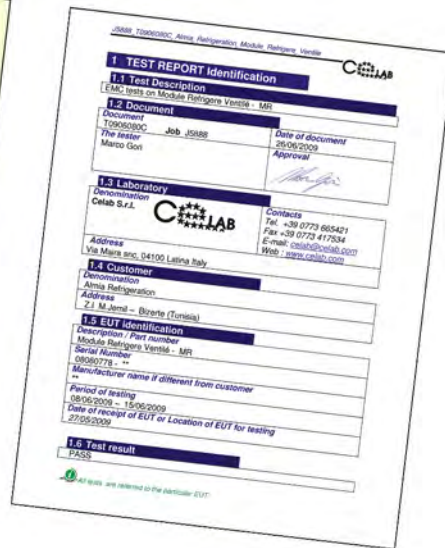 J5888_T0906080C_Almia_Refrigeration_Module_Refrigere_Ventile
CELAB
1 TEST REPORT Identification
1.1 Test Description
EMC tests on Module Refrigere Ventilé - MR
1.2 Document
Document
T0906080C Job J5888
Date of document
26/06/2009
The tester
Marco Gori
Approval
1.3 Laboratory
Denomination
Celab S.r.l.
CELAB
Contacts
Tel. +39 0773 665421
Fax +39 0773 417534
E-mail: celab@celab.com
Web : www.celab.com
Address
Via Maira snc, 04100 Latina Italy
1.4 Customer
Denomination
Almia Refrigeration
Address
Z.I. M.Jemil – Bizerte (Tunisis)
1.5 EUT identification
Description / Part number
Module Refrigere Ventilé - MR
Serial Number
08060778 - **
Manufacturer name if different from customer
**
Period of testing
08/06/2009 – 15/06/2009
Date of receipt of EUT or Location of EUT for testing
27/05/2009
1.6 Test result
PASS
All tests are referred to the particular EUT